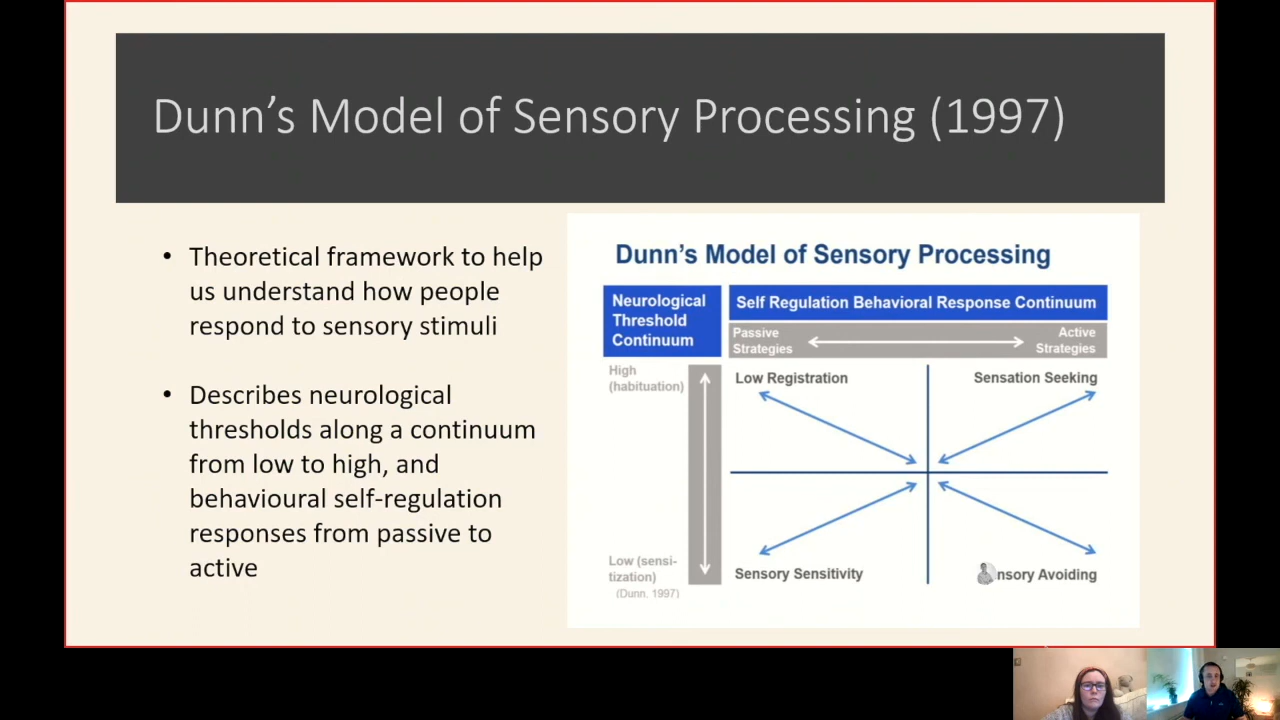 Dunn’s Model of Sensory Processing (1997)
• Theoretical framework to help
us understand how people
respond to sensory stimuli
• Describes neurological
thresholds along a continuum
from low to high, and
behavioural self-regulation
responses from passive to
active
Dunn’s Model of Sensory Processing
Neurological
Threshold
Continuum
Self Regulation Behavioral Response Continuum
Passive
Strategies
Active
Strategies
High
(habituation)
Low Registration
Sensation Seeking
Low (sensi-
tization)
(Dunn, 1997)
Sensory Sensitivity
nsory Avoiding